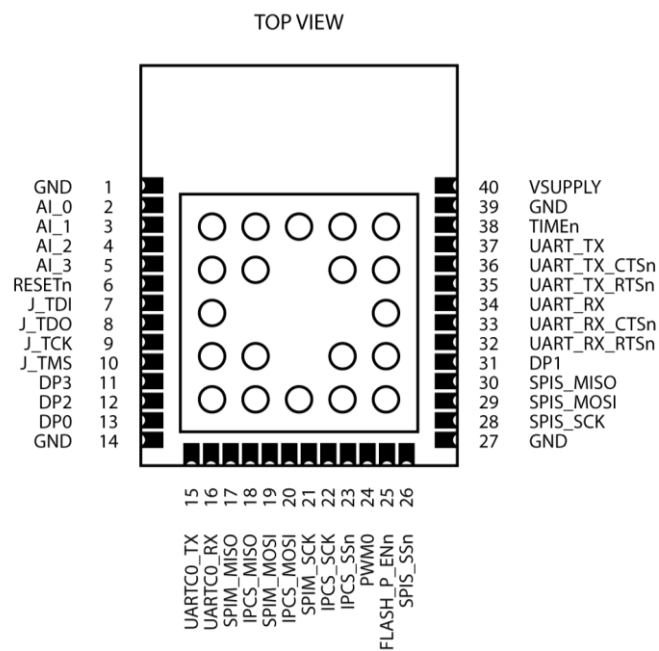 TOP VIEW
GND 1
AI_0 2
AI_1 3
AI_2 4
AI_3 5
RESETn 6
J_TDI 7
J_TDO 8
J_TCK 9
J_TMS 10
DP3 11
DP2 12
DP0 13
GND 14
40 VSUPPLY
39 GND
38 TIMEn
37 UART_TX
36 UART_TX_CTSn
35 UART_TX_RTSn
34 UART_RX
33 UART_RX_CTSn
32 UART_RX_RTSn
31 DP1
30 SPIS_MISO
29 SPIS_MOSI
28 SPIS_SCK
27 GND
UARTC0_TX 15
UARTC0_RX 16
SPIM_MISO 17
IPCS_MISO 18
SPIM_MOSI 19
IPCS_MOSI 20
SPIM_SCK 21
IPCS_SCK 22
IPCS_SSn 23
PWM0 24
FLASH_P_ENn 25
SPIS_SSn 26